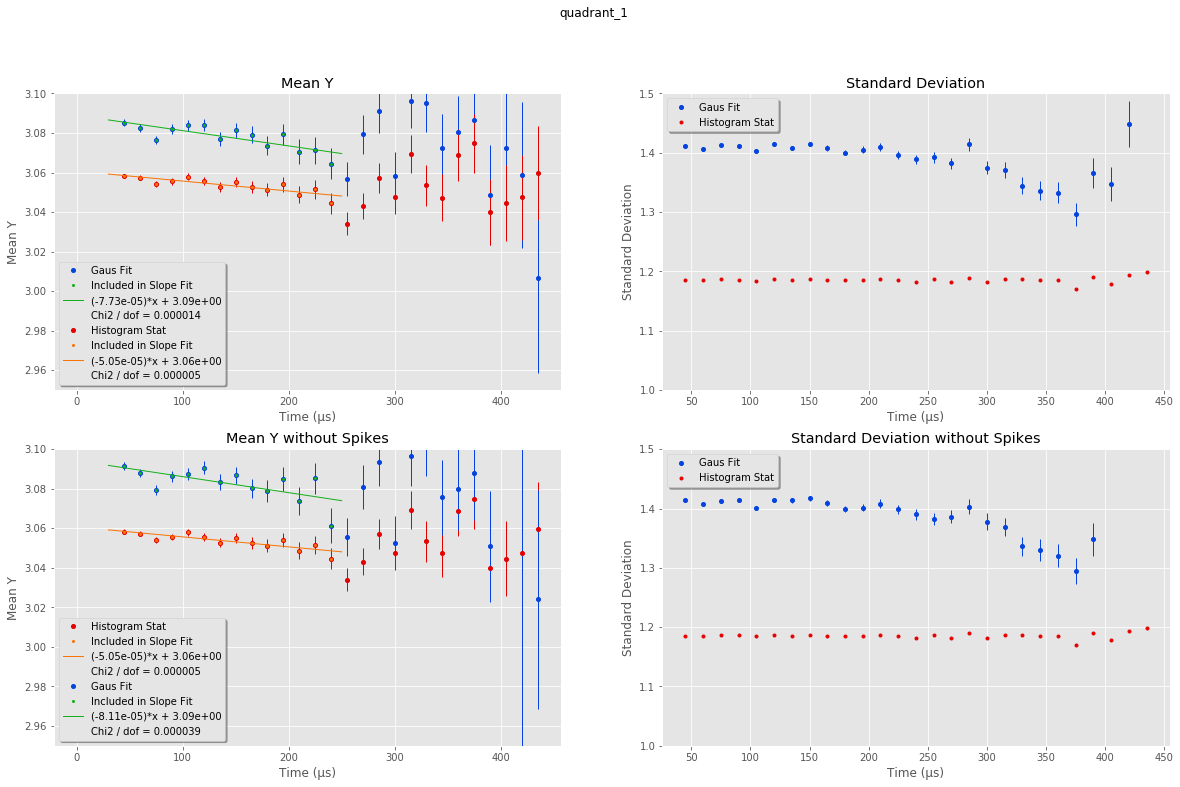 quadrant_1
Mean Y
3.10
3.08
3.06
3.04
3.02
3.00
2.98
2.96
Mean Y
Gaus Fit
Included in Slope Fit
(-7.73e-05)*x + 3.09e+00
Chi2 / dof = 0.000014
Histogram Stat
Included in Slope Fit
(-5.05e-05)*x + 3.06e+00
Chi2 / dof = 0.000005
0 100 200 300 400
Time (μs)
Standard Deviation
1.5
1.4
1.3
1.2
1.1
1.0
Standard Deviation
Gaus Fit
Histogram Stat
50 100 150 200 250 300 350 400 450
Time (μs)
Mean Y without Spikes
3.10
3.08
3.06
3.04
3.02
3.00
2.98
2.96
Mean Y
Histogram Stat
Included in Slope Fit
(-5.05e-05)*x + 3.06e+00
Chi2 / dof = 0.000005
Gaus Fit
Included in Slope Fit
(-8.11e-05)*x + 3.09e+00
Chi2 / dof = 0.000039
0 100 200 300 400
Time (μs)
Standard Deviation without Spikes
1.5
1.4
1.3
1.2
1.1
1.0
Standard Deviation
Gaus Fit
Histogram Stat
50 100 150 200 250 300 350 400 450
Time (μs)